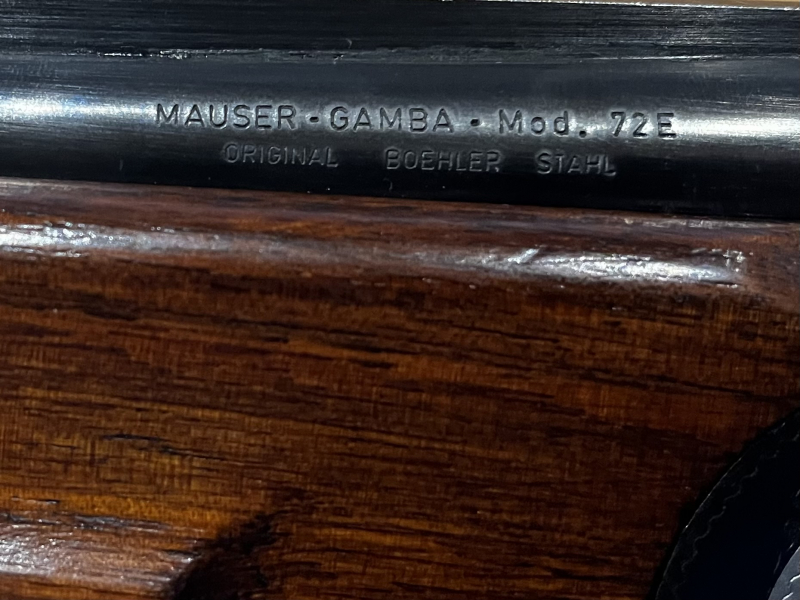 MAUSER - GAMBA - Mod. 72E
ORIGINAL BOEHLER STAHL